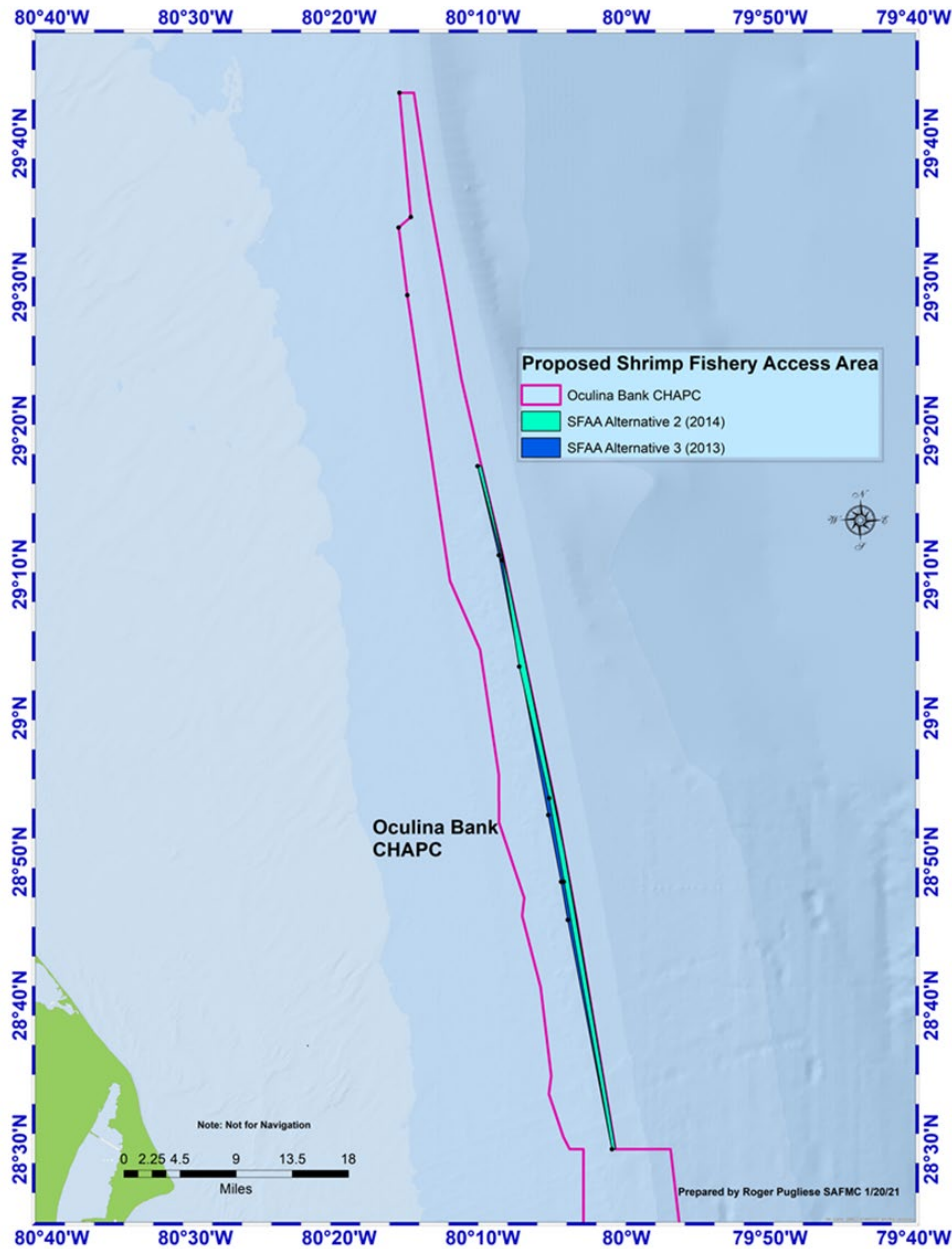 80°40'W 80°30'W 80°20'W 80°10'W 80°W 79°50'W 79°40'W
29°40'N 29°40'N
29°30'N 29°30'N
Proposed Shrimp Fishery Access Area
Oculina Bank CHAPC
SFAA Alternative 2 (2014)
SFAA Alternative 3 (2013)
29°20'N 29°20'N
N
W E
S
29°10'N 29°10'N
29°N 29°N
Oculina Bank
CHAPC
28°50'N 28°50'N
28°40'N 28°40'N
Note: Not for Navigation
28°30'N 28°30'N
0 2.25 4.5 9 13.5 18
Miles
Prepared by Roger Pugliese SAFMC 1/20/21
80°40'W 80°30'W 80°20'W 80°10'W 80°W 79°50'W 79°40'W